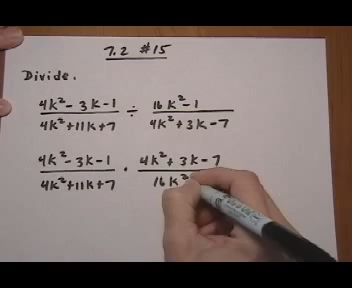 7.2 #15
Divide.
4k²-3k-1 / 4k²+11k+7 ÷ 16k²-1 / 4k²+3k-7
4k²-3k-1 / 4k²+11k+7 · 4k²+3k-7 / 16k²